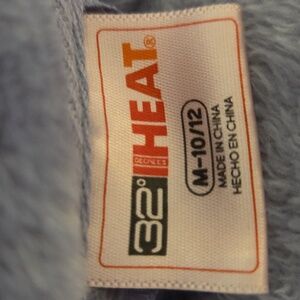 32° DEGREES HEAT®
M-10/12
MADE IN CHINA
HECHO EN CHINA